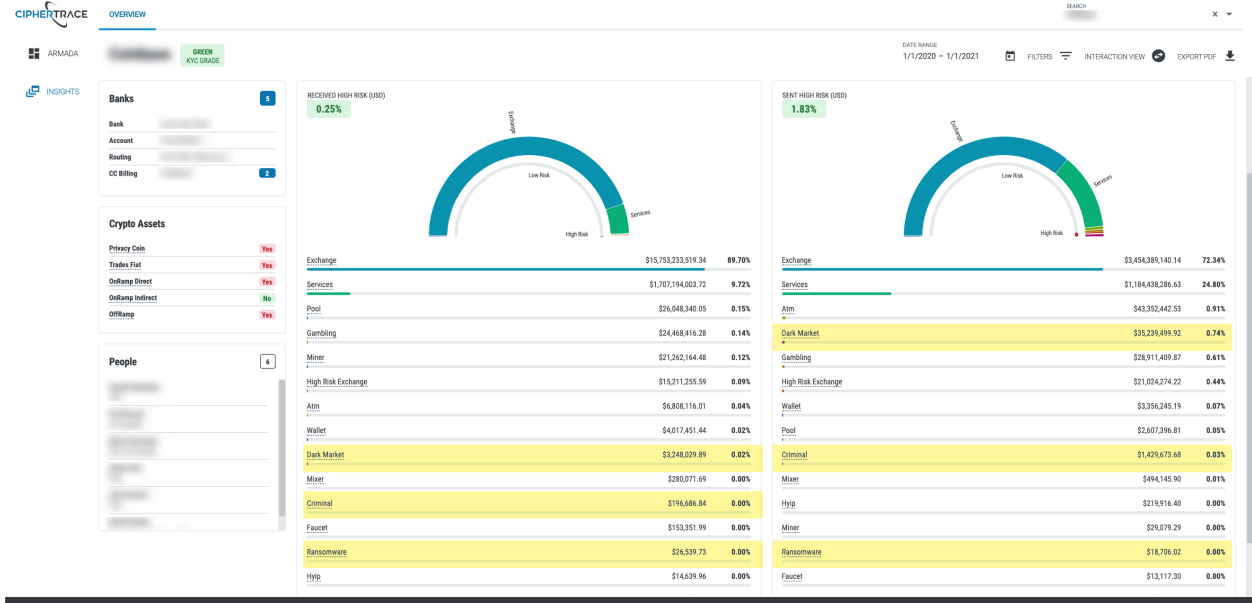 CIPHERTRACE
OVERVIEW
SEARCH
x
ARMADA
INSIGHTS
GREEN
KYC GRADE
DATE RANGE
1/1/2020 – 1/1/2021
FILTERS
INTERACTION VIEW
EXPORT PDF
Banks 5
Bank
Account
Routing
CC Billing 2
Crypto Assets
Privacy Coin Yes
Trades Fiat Yes
OnRamp Direct Yes
OnRamp Indirect No
OffRamp Yes
People 6
RECEIVED HIGH RISK (USD)
0.25%
Exchange
Low Risk
Services
High Risk
Exchange $15,753,233,519.34 89.70%
Services $1,707,194,003.72 9.72%
Pool $26,048,340.05 0.15%
Gambling $24,468,416.28 0.14%
Miner $21,262,164.48 0.12%
High Risk Exchange $15,211,255.59 0.09%
Atm $6,808,116.01 0.04%
Wallet $4,017,451.44 0.02%
Dark Market $3,248,029.89 0.02%
Mixer $280,071.69 0.00%
Criminal $196,686.84 0.00%
Faucet $153,351.99 0.00%
Ransomware $26,539.73 0.00%
Hyip $14,639.96 0.00%
SENT HIGH RISK (USD)
1.83%
Exchange
Low Risk
Services
High Risk
Exchange $3,454,389,140.14 72.34%
Services $1,184,438,286.63 24.80%
Atm $43,352,442.53 0.91%
Dark Market $35,239,499.92 0.74%
Gambling $28,911,409.87 0.61%
High Risk Exchange $21,024,274.22 0.44%
Wallet $3,356,245.19 0.07%
Pool $2,607,396.81 0.05%
Criminal $1,429,673.68 0.03%
Mixer $494,145.90 0.01%
Hyip $219,916.40 0.00%
Miner $29,079.29 0.00%
Ransomware $18,706.02 0.00%
Faucet $13,117.30 0.00%